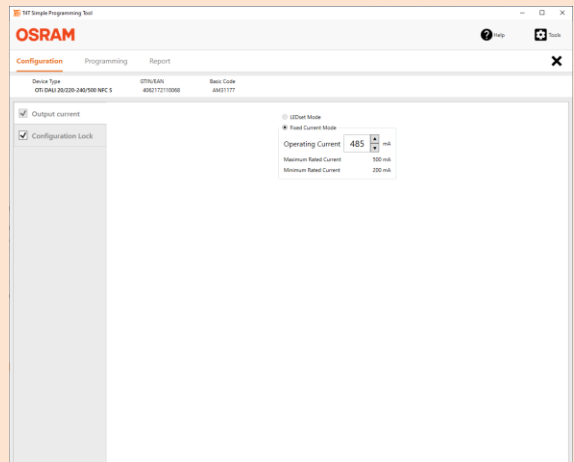 T4T Simple Programming Tool
OSRAM
Help
Tools
Configuration Programming Report
Device Type GTIN/EAN Basic Code
OTi DALI 20/220-240/500 NFC S 4062172110068 AM31177
Output current
Configuration Lock
LEDset Mode
Fixed Current Mode
Operating Current 485 mA
Maximum Rated Current 500 mA
Minimum Rated Current 200 mA